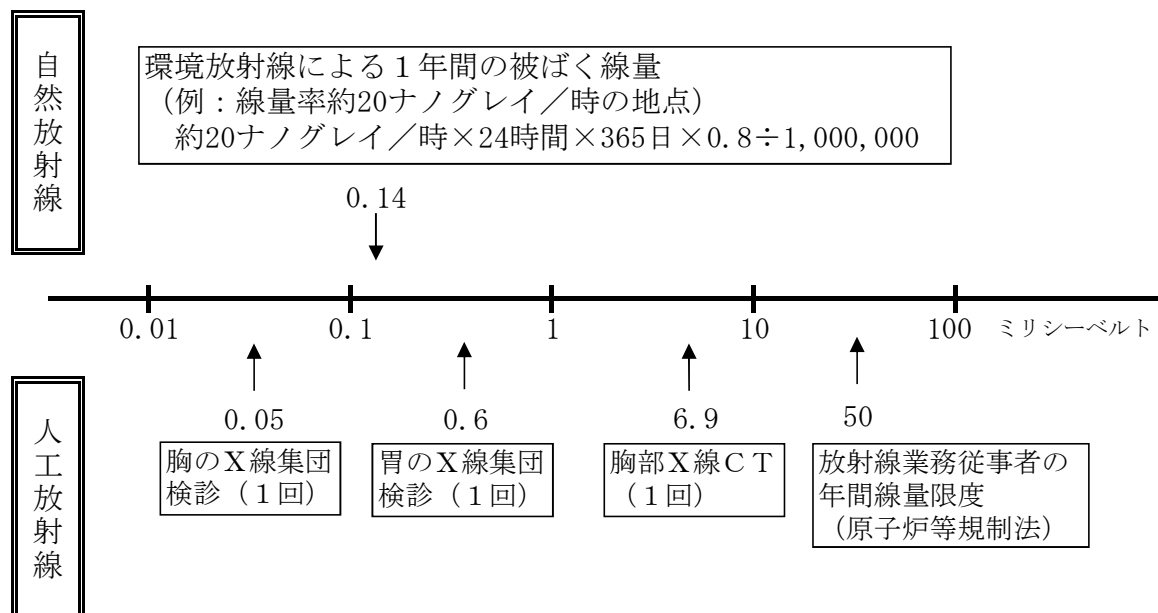 自然放射線
環境放射線による１年間の被ばく線量
（例：線量率約20ナノグレイ／時の地点）
約20ナノグレイ／時×24時間×365日×0.8÷1,000,000
0.14
0.01 0.1 1 10 100 ミリシーベルト
人工放射線
0.05
胸のＸ線集団
検診（１回）
0.6
胃のＸ線集団
検診（１回）
6.9
胸部Ｘ線ＣＴ
（１回）
50
放射線業務従事者の
年間線量限度
（原子炉等規制法）